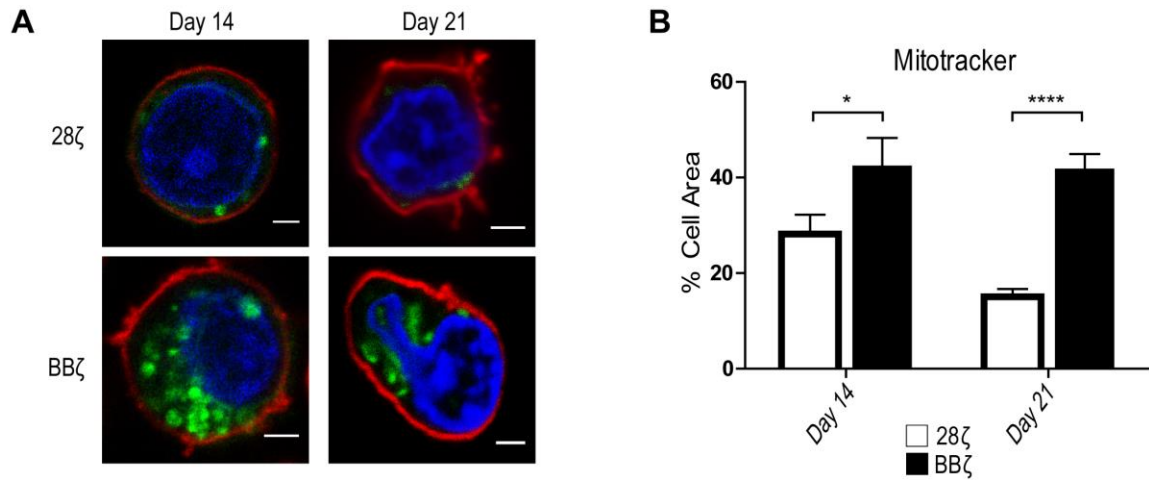 A
Day 14
Day 21
28ζ
BBζ
B
Mitotracker
% Cell Area
60
40
20
0
*
****
Day 14
Day 21
28ζ
BBζ